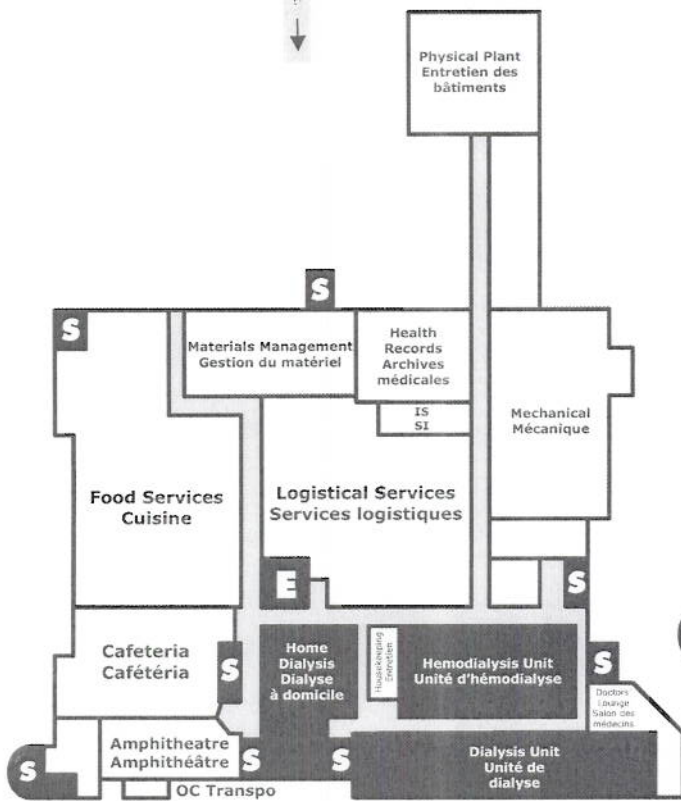 Physical Plant
Entretien des
bâtiments
S
S
Materials Management
Gestion du matériel
Health
Records
Archives
médicales
IS
SI
Mechanical
Mécanique
Food Services
Cuisine
Logistical Services
Services logistiques
E
S
Cafeteria
Cafétéria
S
Home
Dialysis
Dialyse
à domicile
Housekeeping
Entretien
Hemodialysis Unit
Unité d'hémodialyse
S
Doctors
Lounge
Salon des
médecins
Amphitheatre
Amphithéâtre
S
S
Dialysis Unit
Unité de
dialyse
S
OC Transpo